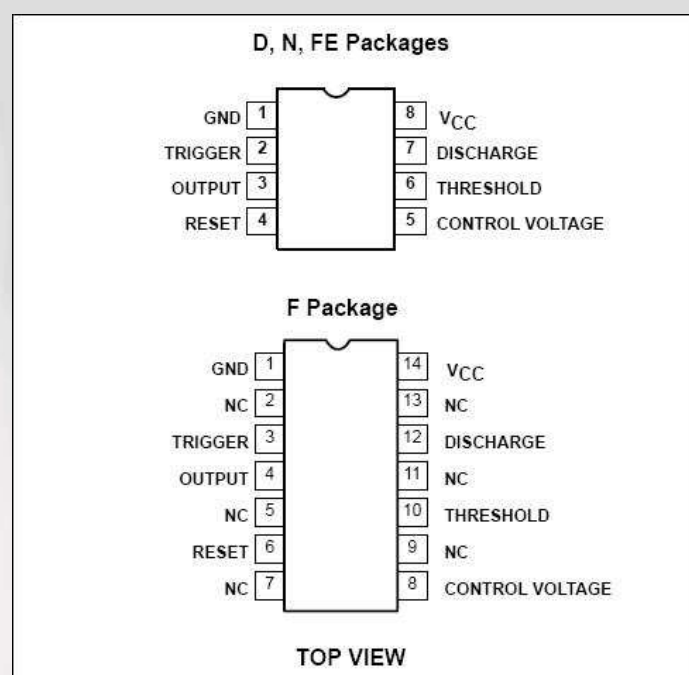 D, N, FE Packages
GND 1 8 VCC
TRIGGER 2 7 DISCHARGE
OUTPUT 3 6 THRESHOLD
RESET 4 5 CONTROL VOLTAGE
F Package
GND 1 14 VCC
NC 2 13 NC
TRIGGER 3 12 DISCHARGE
OUTPUT 4 11 NC
NC 5 10 THRESHOLD
RESET 6 9 NC
NC 7 8 CONTROL VOLTAGE
TOP VIEW